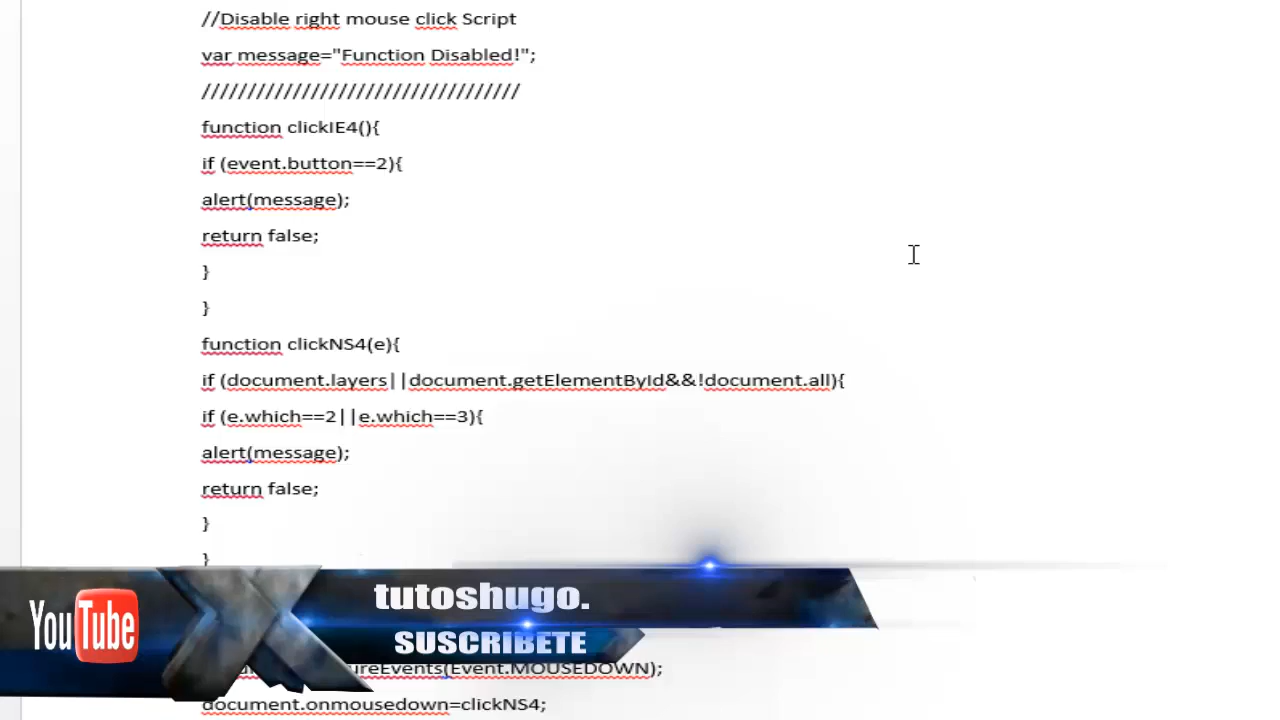 //Disable right mouse click Script
var message="Function Disabled!";
///////////////////////////////////
function clickIE4(){
if (event.button==2){
alert(message);
return false;
}
}
function clickNS4(e){
if (document.layers||document.getElementById&&!document.all){
if (e.which==2||e.which==3){
alert(message);
return false;
}
}
YouTube
tutoshugo.
SUSCRIBETE
(Event.MOUSEDOWN);
document.onmousedown=clickNS4;